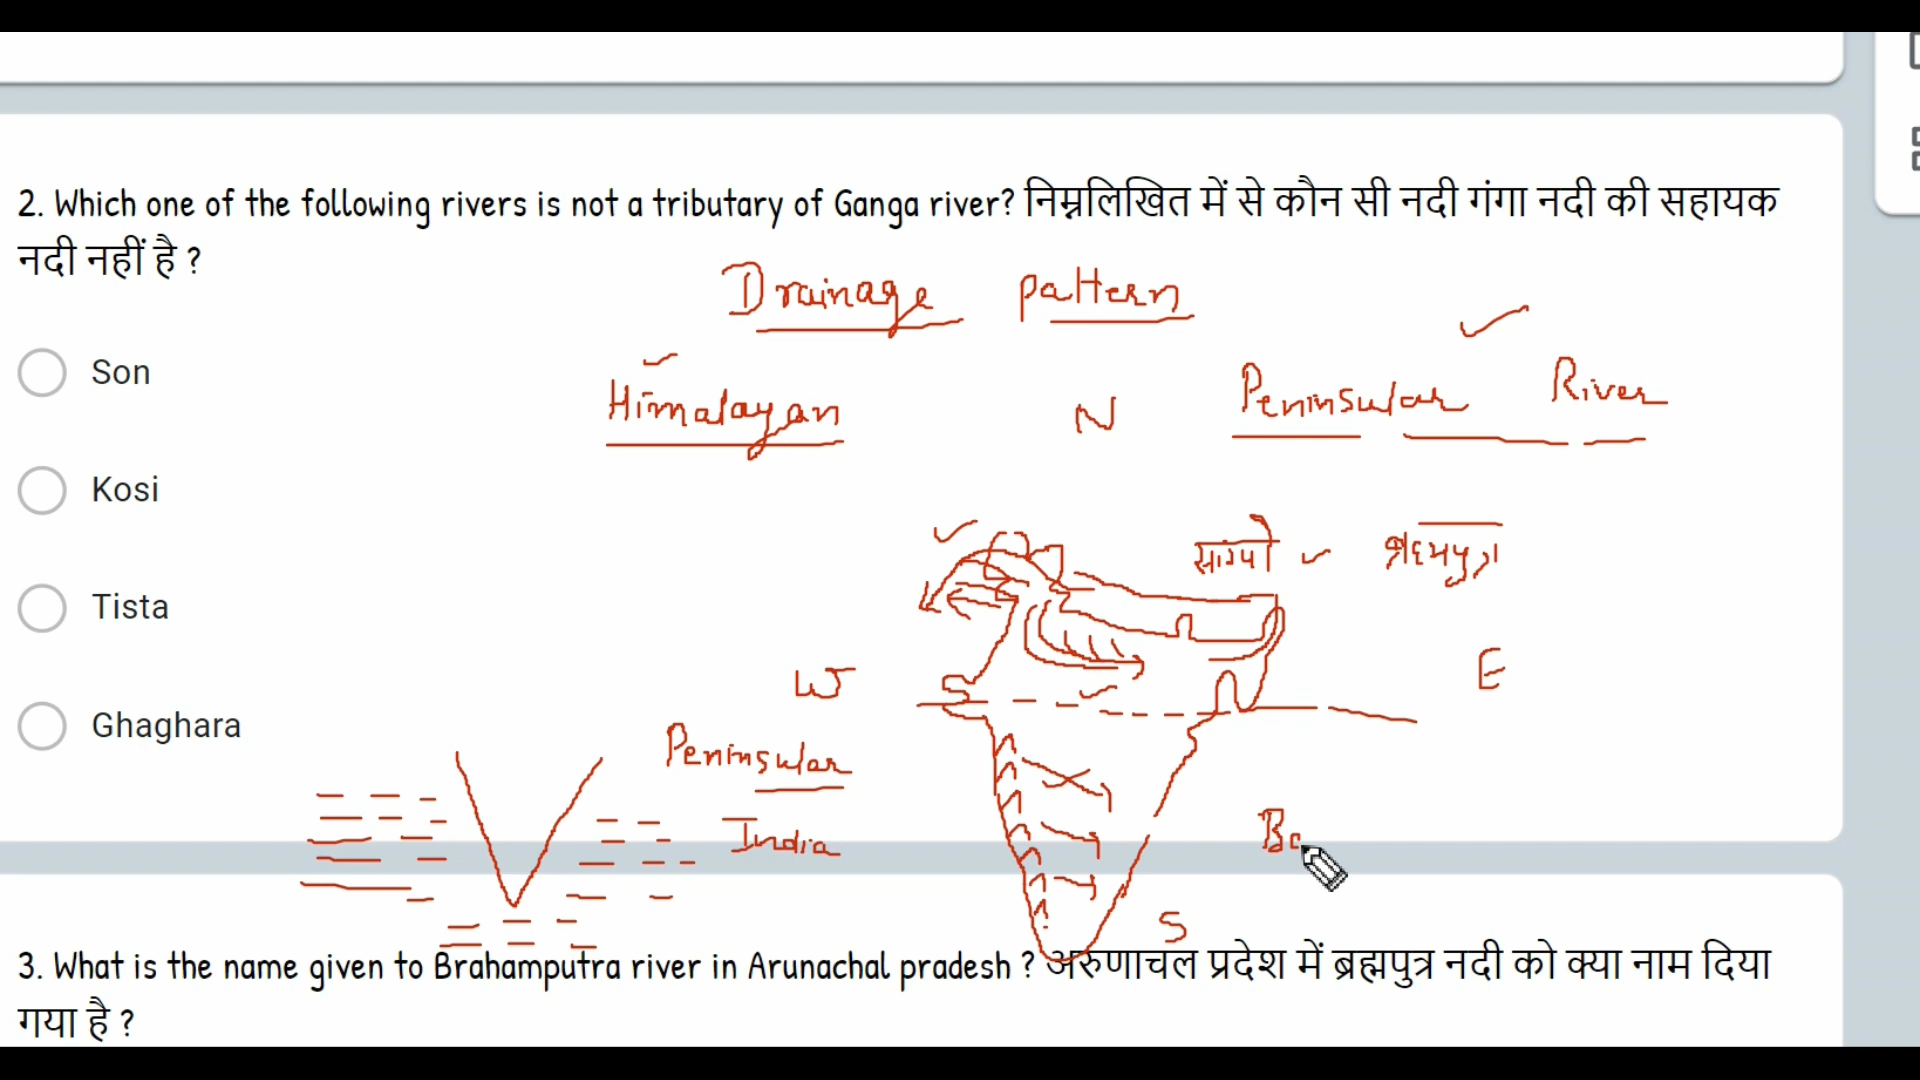 2. Which one of the following rivers is not a tributary of Ganga river? निम्नलिखित में से कौन सी नदी गंगा नदी की सहायक
नदी नहीं है ?
Drainage pattern
Son
Himalayan N Peninsular River
Kosi
Tista
W E
Ghaghara
Peninsular
India
S
3. What is the name given to Brahamputra river in Arunachal pradesh ? अरुणाचल प्रदेश में ब्रह्मपुत्र नदी को क्या नाम दिया
गया है ?